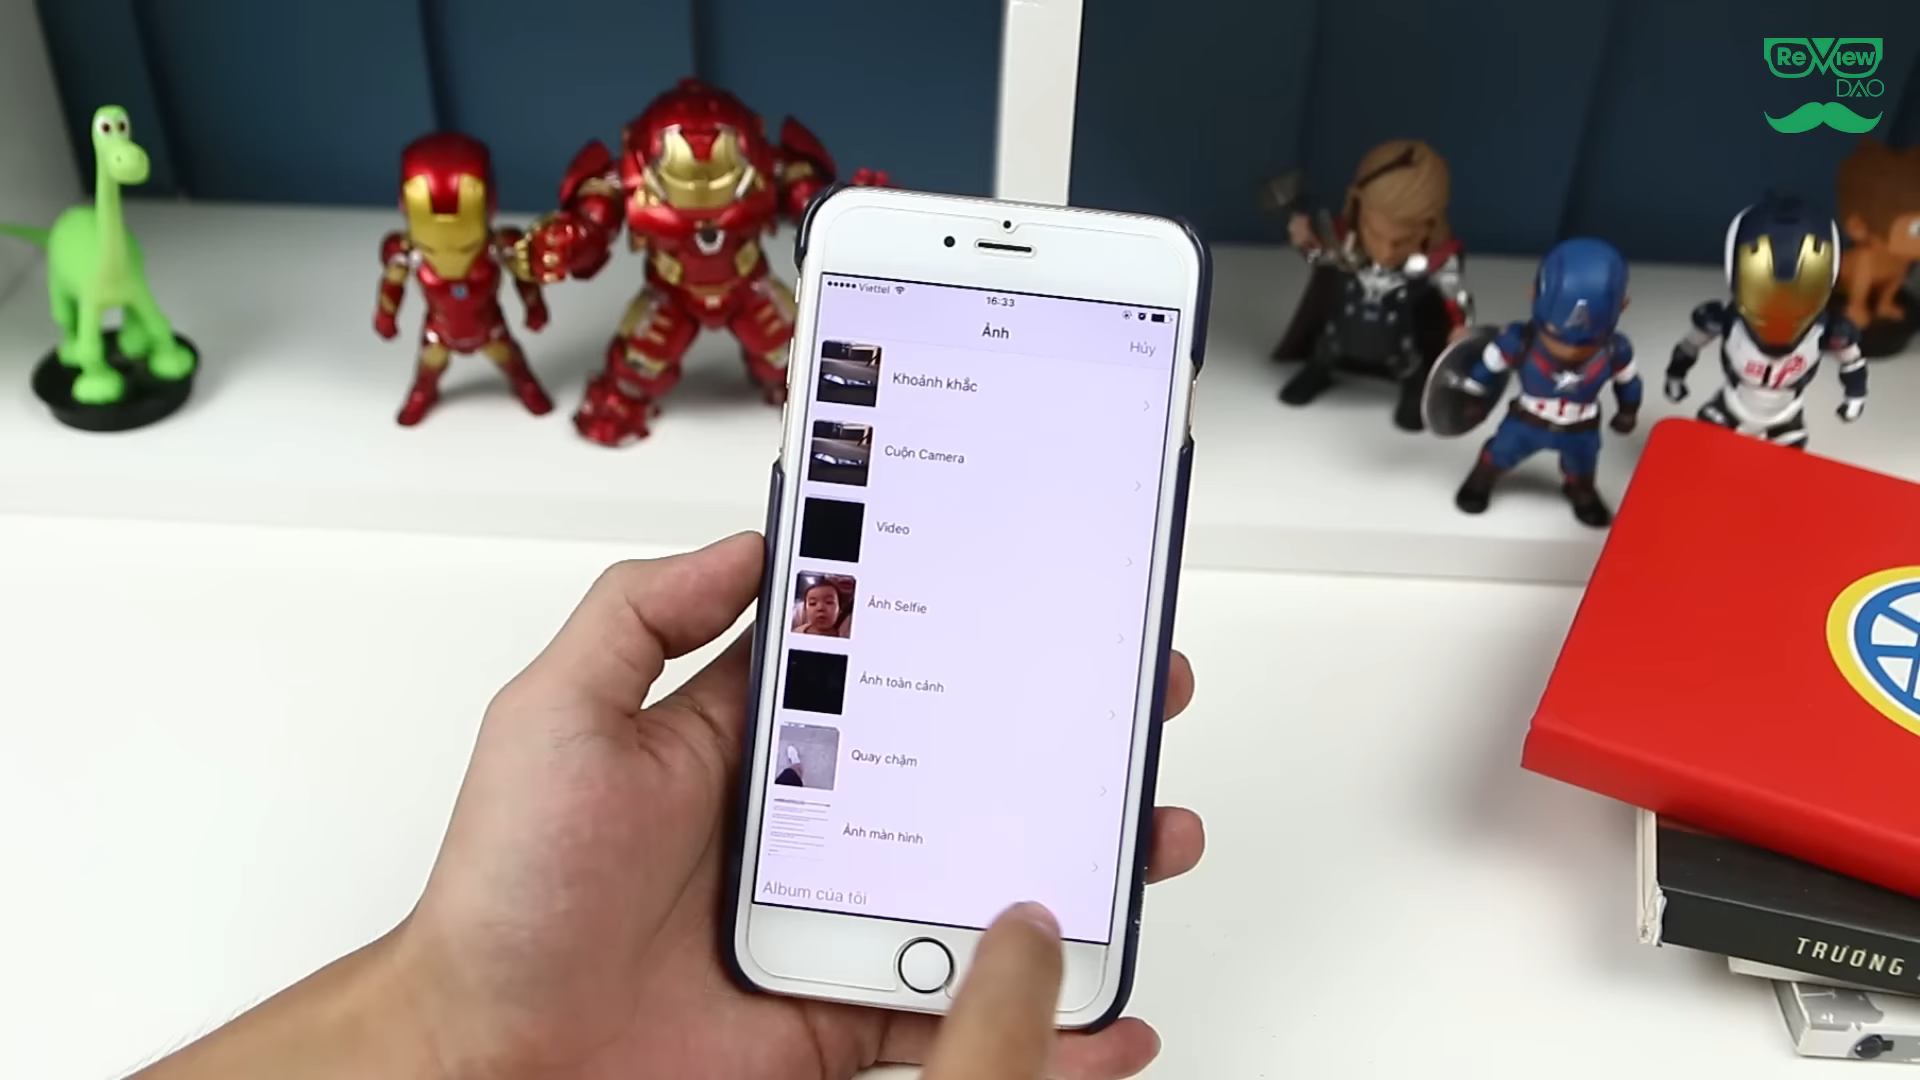 ReView
DAO
Viettel
16:33
Ảnh
Hủy
Khoảnh khắc
Cuộn Camera
Video
Ảnh Selfie
Ảnh toàn cảnh
Quay chậm
Ảnh màn hình
Album của tôi
A
TRƯƠNG